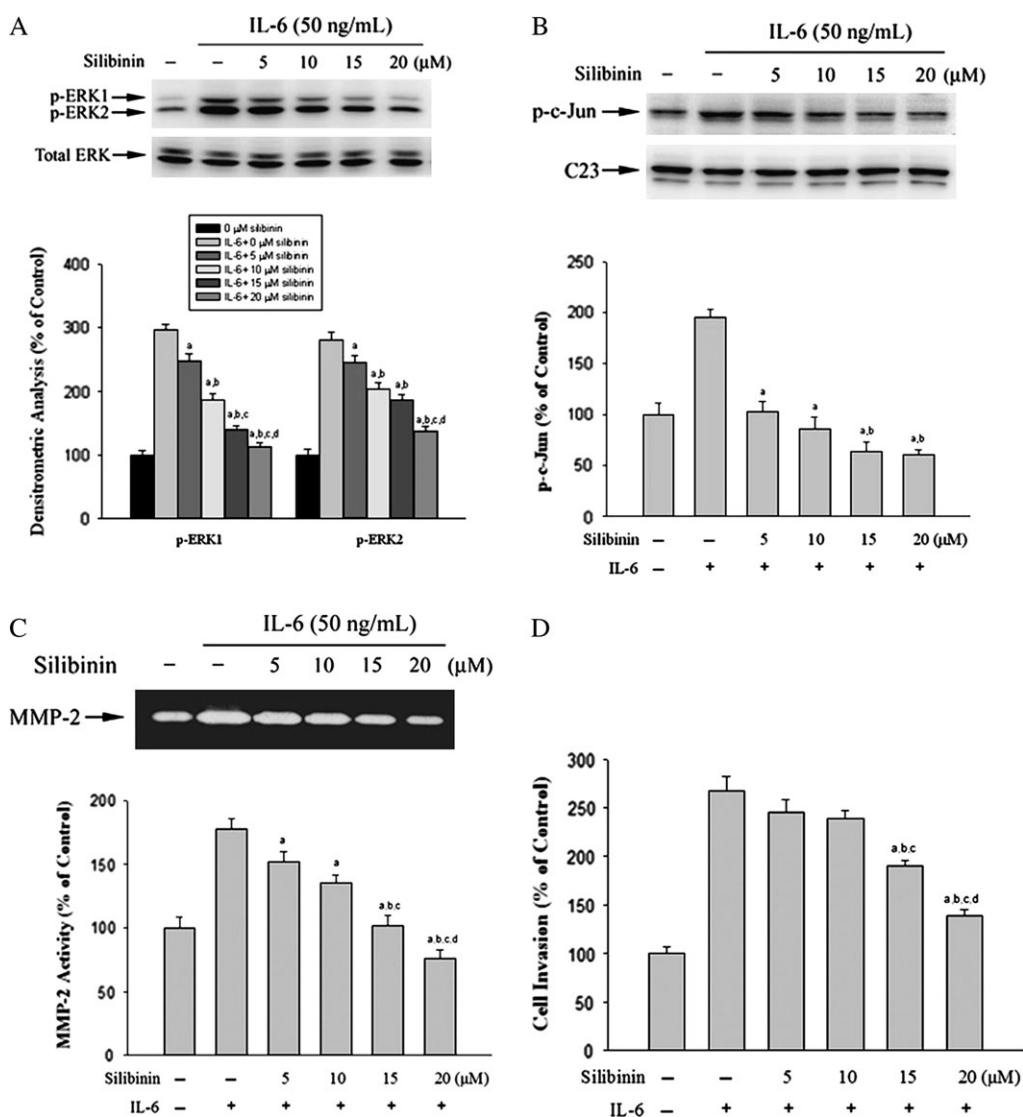 A
IL-6 (50 ng/mL)
Silibinin – – 5 10 15 20 (μM)
p-ERK1
p-ERK2
Total ERK
0 μM silibinin
IL-6+0 μM silibinin
IL-6+5 μM silibinin
IL-6+10 μM silibinin
IL-6+15 μM silibinin
IL-6+20 μM silibinin
Densitrometric Analysis (% of Control)
400
300
200
100
0
a
a,b
a,b,c
a,b,c,d
a
a,b
a,b
a,b,c,d
p-ERK1 p-ERK2
B
IL-6 (50 ng/mL)
Silibinin – – 5 10 15 20 (μM)
p-c-Jun
C23
p-c-Jun (% of Control)
250
200
150
100
50
0
a
a
a,b
a,b
Silibinin – – 5 10 15 20 (μM)
IL-6 – + + + + +
C
IL-6 (50 ng/mL)
Silibinin – – 5 10 15 20 (μM)
MMP-2
MMP-2 Activity (% of Control)
200
150
100
50
0
a
a
a,b,c
a,b,c,d
Silibinin – – 5 10 15 20 (μM)
IL-6 – + + + + +
D
Cell Invasion (% of Control)
300
250
200
150
100
50
0
a,b,c
a,b,c,d
Silibinin – – 5 10 15 20 (μM)
IL-6 – + + + + +